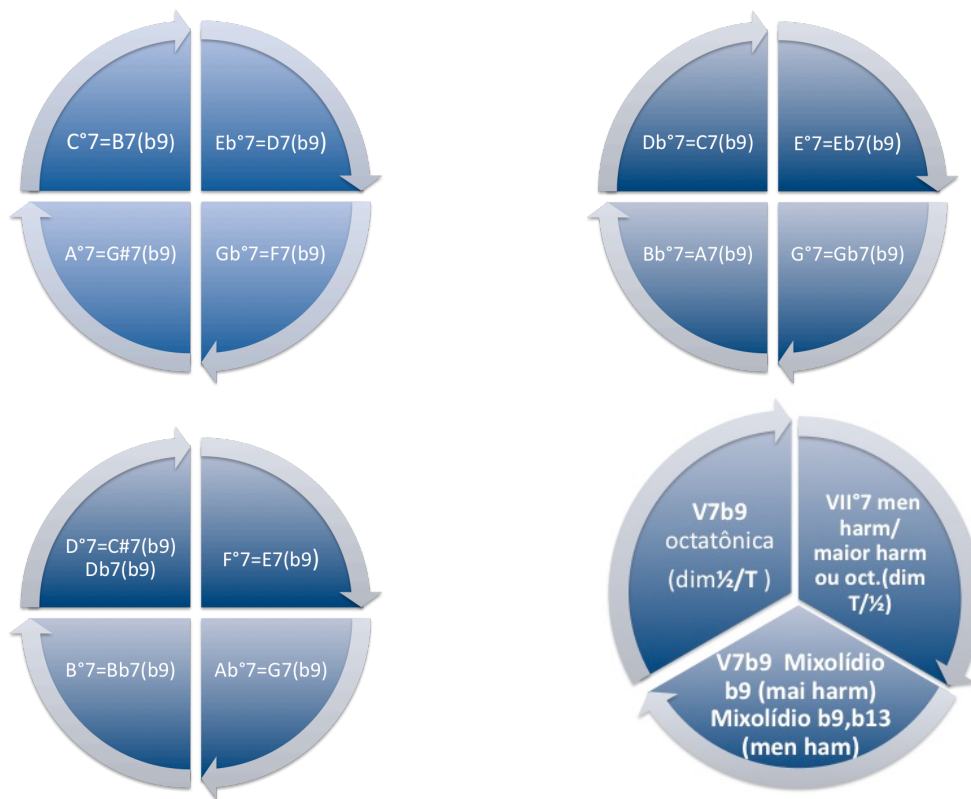 C°7=B7(b9)
Eb°7=D7(b9)
A°7=G#7(b9)
Gb°7=F7(b9)
Db°7=C7(b9)
E°7=Eb7(b9)
Bb°7=A7(b9)
G°7=Gb7(b9)
D°7=C#7(b9)
Db7(b9)
F°7=E7(b9)
B°7=Bb7(b9)
Ab°7=G7(b9)
V7b9
octatônica
(dim½/T )
VII°7 men
harm/
maior harm
ou oct.(dim
T/½)
V7b9 Mixolídio
b9 (mai harm)
Mixolídio b9,b13
(men ham)